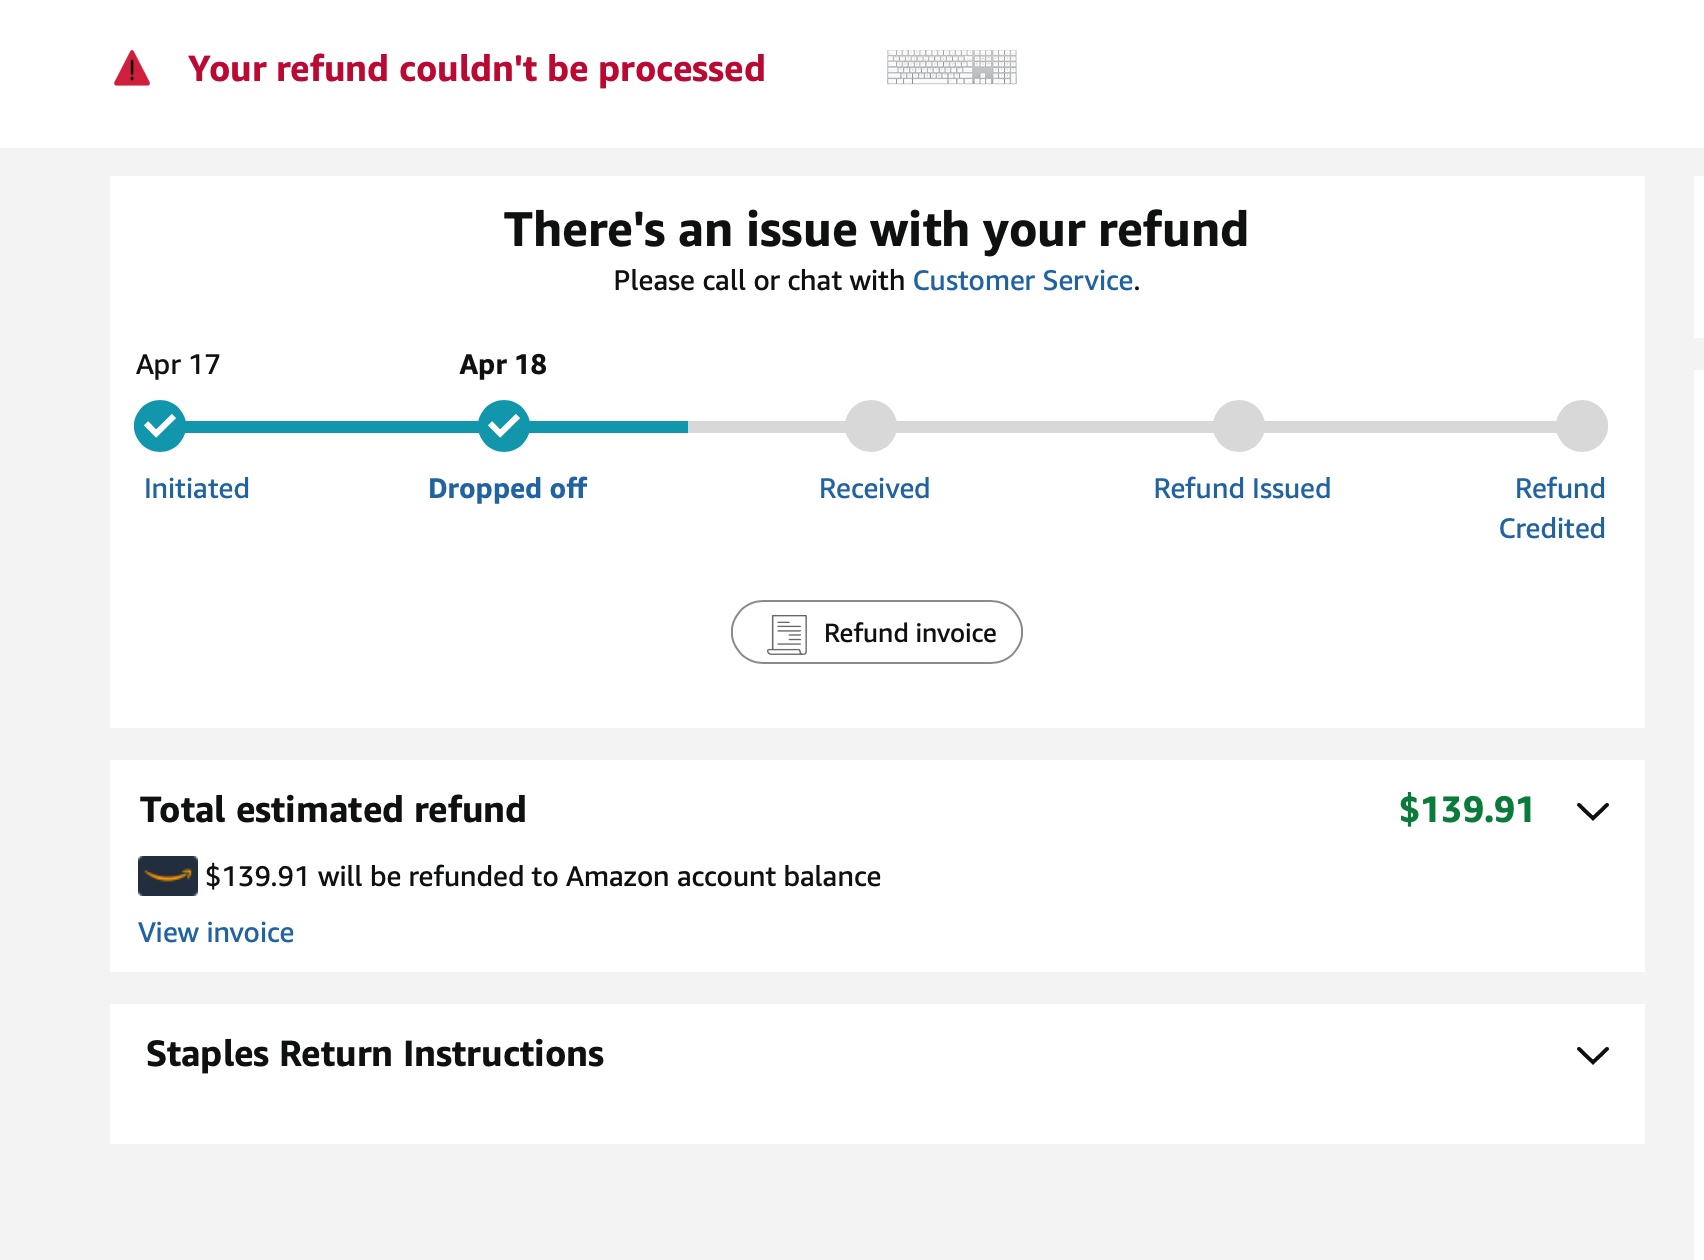 Your refund couldn't be processed
There's an issue with your refund
Please call or chat with Customer Service.
Apr 17
Apr 18
Initiated
Dropped off
Received
Refund Issued
Refund
Credited
Refund invoice
Total estimated refund
$139.91
$139.91 will be refunded to Amazon account balance
View invoice
Staples Return Instructions